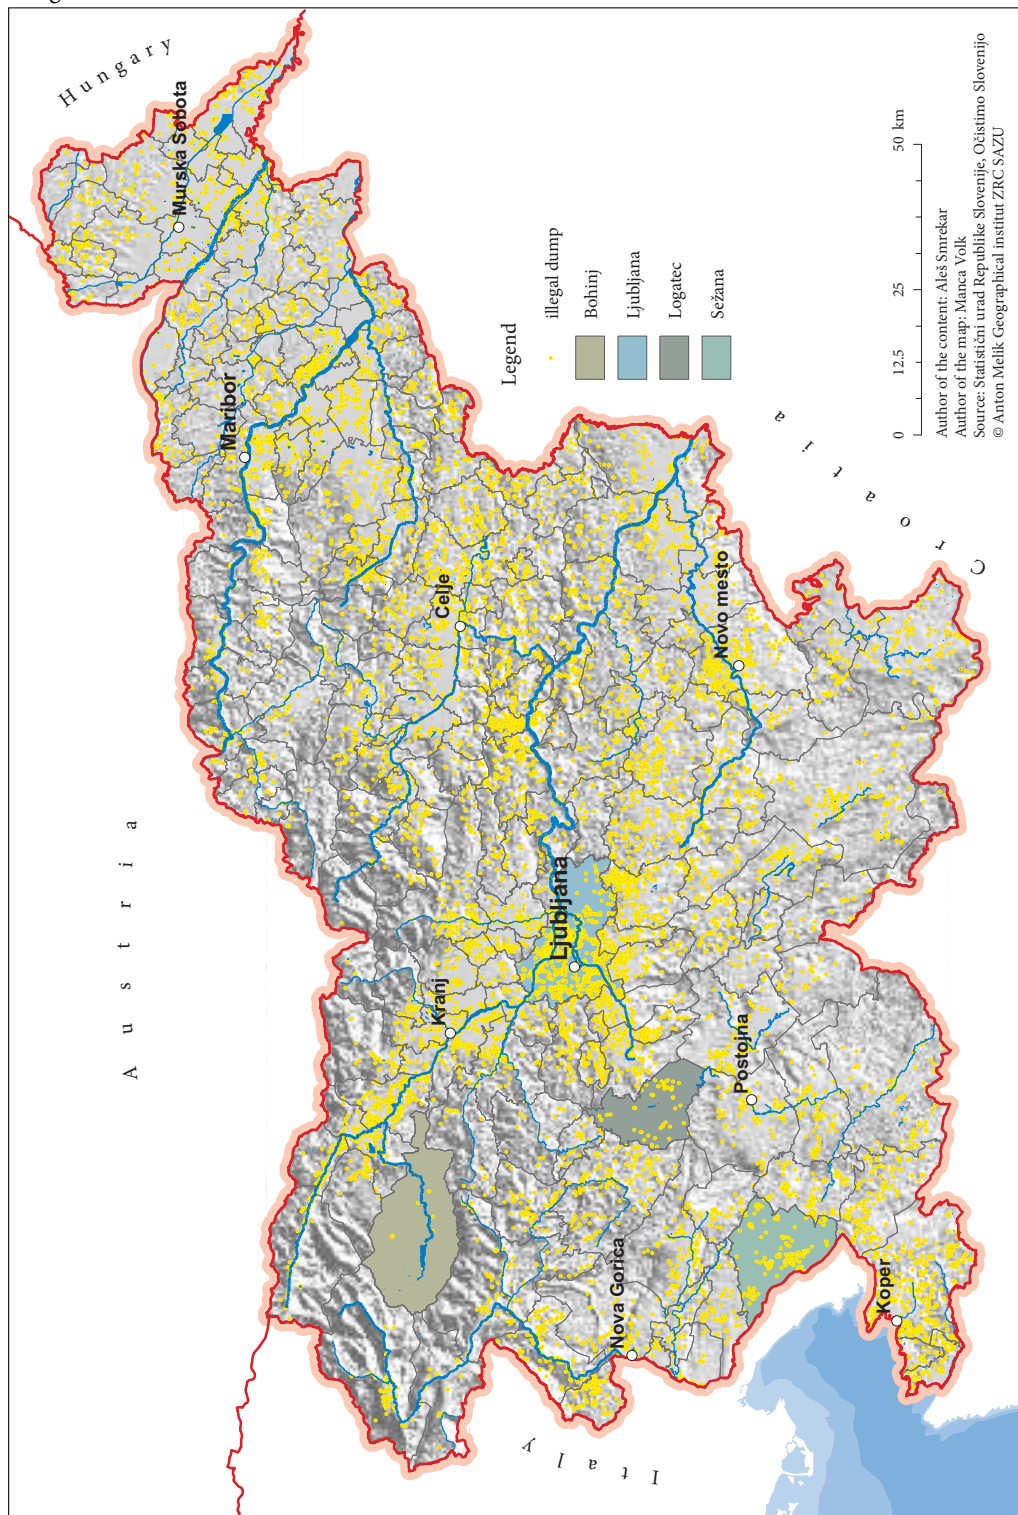 Hungary
Austria
Italy
Croatia
Murska Sobota
Maribor
Celje
Kranj
Ljubljana
Novo mesto
Postojna
Nova Gorica
Koper
Legend
illegal dump
Bohinj
Ljubljana
Logatec
Sežana
0 12.5 25 50 km
Author of the content: Aleš Smrekar
Author of the map: Manca Volk
Source: Statistični urad Republike Slovenije, Očistimo Slovenijo
© Anton Melik Geographical institut ZRC SAZU